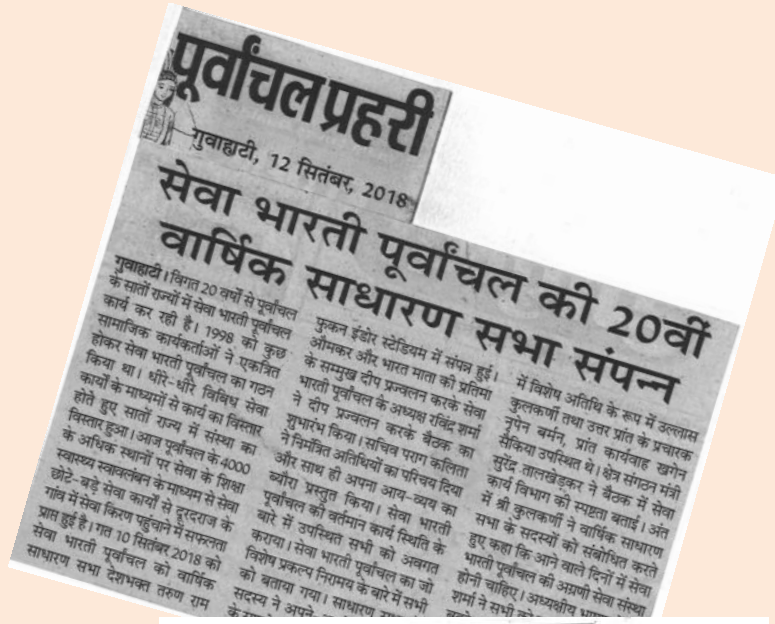 पूर्वांचल प्रहरी
गुवाहाटी, 12 सितंबर, 2018
सेवा भारती पूर्वांचल की 20वीं
वार्षिक साधारण सभा संपन्न
गुवाहाटी। विगत 20 वर्षों से पूर्वांचल
के सातों राज्यों में सेवा भारती पूर्वांचल
कार्य कर रही है। 1998 को कुछ
सामाजिक कार्यकर्ताओं ने एकत्रित
होकर सेवा भारती पूर्वांचल का गठन
किया था। धीरे-धीरे विविध सेवा
कार्यों के माध्यमों से कार्य का विस्तार
होते हुए सातों राज्य में संस्था का
विस्तार हुआ। आज पूर्वांचल के 4000
के अधिक स्थानों पर सेवा के शिक्षा
स्वास्थ्य स्वावलंबन के माध्यम से सेवा
छोटे-बड़े सेवा कार्यों से दूरदराज के
गांव में सेवा किरण पहुंचाने में सफलता
प्राप्त हुई है। गत 10 सितंबर 2018 को
सेवा भारती पूर्वांचल को वार्षिक
साधारण सभा देशभक्त तरुण राम
फुकन ईंडोर स्टेडियम में संपन्न हुई।
औमकर और भारत माता की प्रतिमा
के सम्मुख दीप प्रज्वलन करके सेवा
भारती पूर्वांचल के अध्यक्ष रविंद्र शर्मा
ने दीप प्रज्वलन करके बैठक का
शुभारंभ किया। सचिव पराग कलिता
ने निमंत्रित अतिथियों का परिचय दिया
और साथ ही अपना आय-व्यय का
ब्यौरा प्रस्तुत किया। सेवा भारती
पूर्वांचल की वर्तमान कार्य स्थिति के
बारे में उपस्थित सभी को अवगत
कराया। सेवा भारती पूर्वांचल का जो
विशेष प्रकल्प निरामय के बारे में सभी
को बताया गया। साधारण
सदस्य ने अपने
में विशेष अतिथि के रूप में उल्लास
कुलकर्णी तथा उत्तर प्रांत के प्रचारक
नृपेन बर्मन, प्रांत कार्यवाह खगेन
सैकिया उपस्थित थे। क्षेत्र संगठन मंत्री
सुरेंद्र तालखेड़कर ने बैठक में सेवा
कार्य विभाग की स्पष्टता बताई। अंत
में श्री कुलकर्णी ने वार्षिक साधारण
सभा के सदस्यों को संबोधित करते
हुए कहा कि आने वाले दिनों में सेवा
भारती पूर्वांचल की अग्रणी सेवा संस्था
होनी चाहिए। अध्यक्षीय
शर्मा ने सभी को